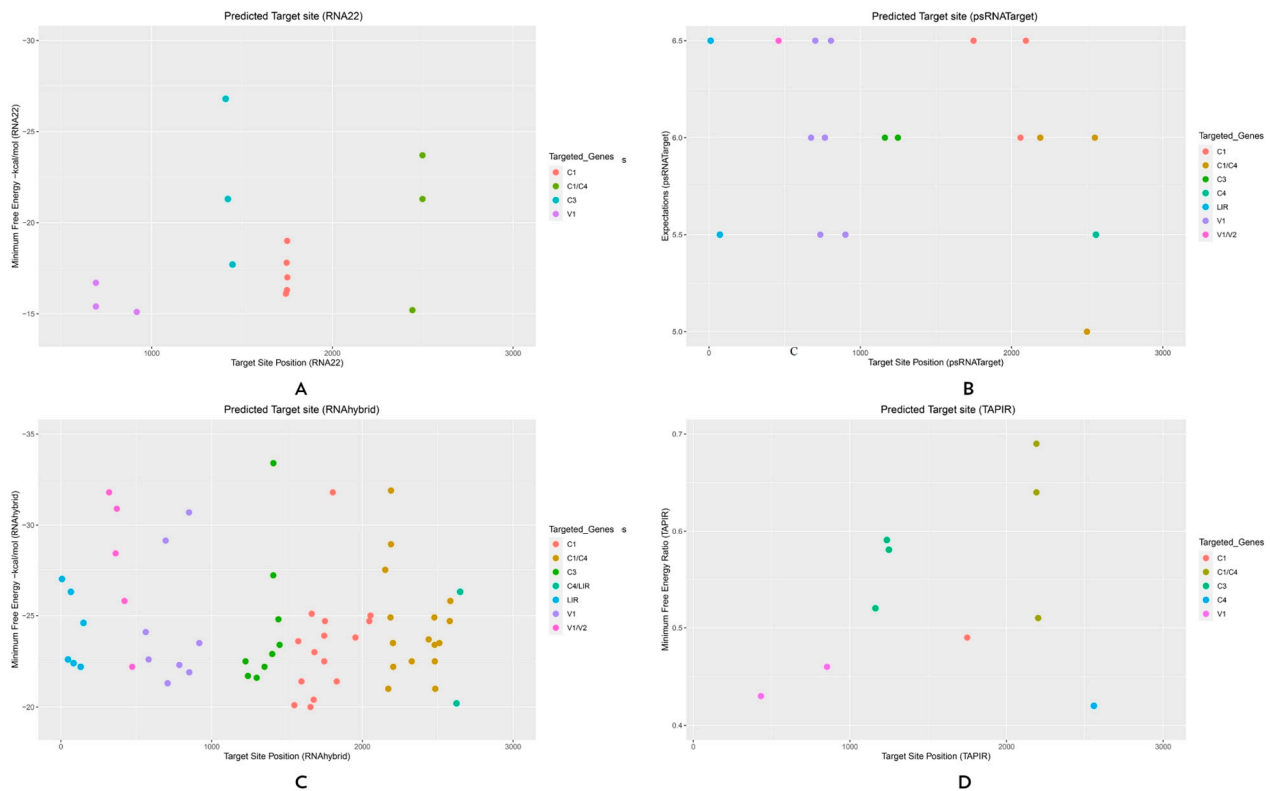 Predicted Target site (RNA22)
Minimum Free Energy −kcal/mol (RNA22)
−30
−25
−20
−15
1000
2000
3000
Target Site Position (RNA22)
Targeted_Genes s
C1
C1/C4
C3
V1
A
Predicted Target site (psRNATarget)
Expectations (psRNATarget)
6.5
6.0
5.5
5.0
0
C
1000
2000
3000
Target Site Position (psRNATarget)
Targeted_Genes
C1
C1/C4
C3
C4
LIR
V1
V1/V2
B
Predicted Target site (RNAhybrid)
Minimum Free Energy −kcal/mol (RNAhybrid)
−35
−30
−25
−20
0
1000
2000
3000
Target Site Position (RNAhybrid)
Targeted_Genes s
C1
C1/C4
C3
C4/LIR
LIR
V1
V1/V2
C
Predicted Target site (TAPIR)
Minimum Free Energy Ratio (TAPIR)
0.7
0.6
0.5
0.4
0
1000
2000
3000
Target Site Position (TAPIR)
Targeted_Genes
C1
C1/C4
C3
C4
V1
D